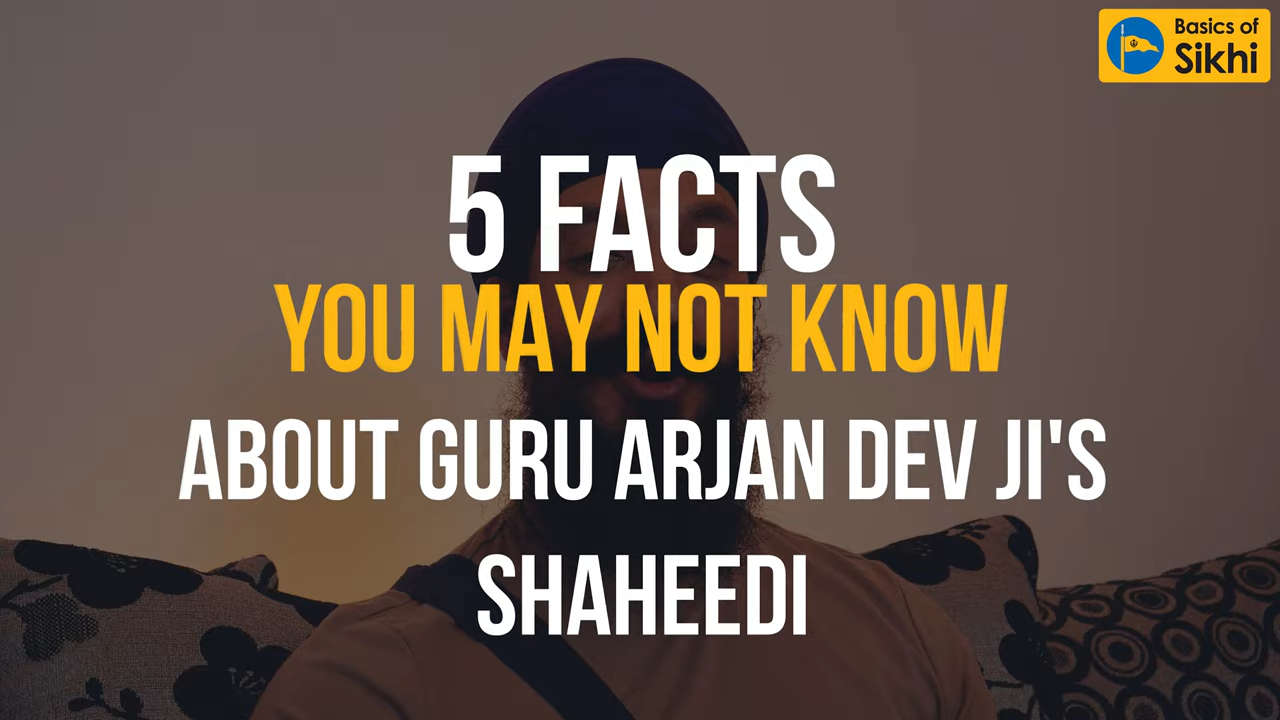 Basics of
Sikhi
5 FACTS
YOU MAY NOT KNOW
ABOUT GURU ARJAN DEV JI'S
SHAHEEDI